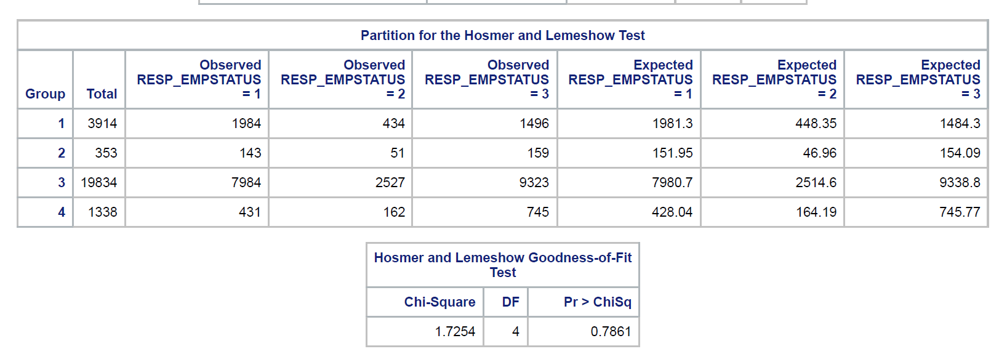 Partition for the Hosmer and Lemeshow Test
Group Total Observed RESP_EMPSTATUS = 1 Observed RESP_EMPSTATUS = 2 Observed RESP_EMPSTATUS = 3 Expected RESP_EMPSTATUS = 1 Expected RESP_EMPSTATUS = 2 Expected RESP_EMPSTATUS = 3
1 3914 1984 434 1496 1981.3 448.35 1484.3
2 353 143 51 159 151.95 46.96 154.09
3 19834 7984 2527 9323 7980.7 2514.6 9338.8
4 1338 431 162 745 428.04 164.19 745.77
Hosmer and Lemeshow Goodness-of-Fit
Test
Chi-Square DF Pr > ChiSq
1.7254 4 0.7861